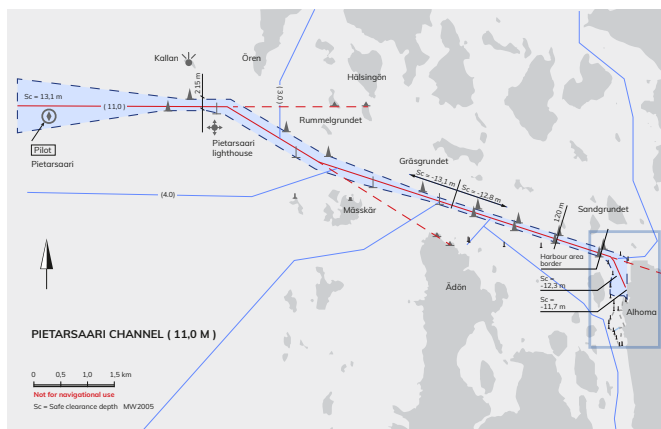 Kallan
Ören
215 m
(3.0)
Hälsingön
Sc = 13,1 m
( 11,0 )
Rummelgrundet
Pilot
Pietarsaari
Pietarsaari
lighthouse
Gräsgrundet
Sc = -13,1 m
Sc = -12,8 m
(4.0)
Mässkär
120 m
Sandgrundet
Harbour area
border
Sc =
-12,3 m
Ådön
Sc =
-11,7 m
Alhoma
PIETARSAARI CHANNEL ( 11,0 M )
0 0,5 1,0 1,5 km
Not for navigational use
Sc = Safe clearance depth MW2005